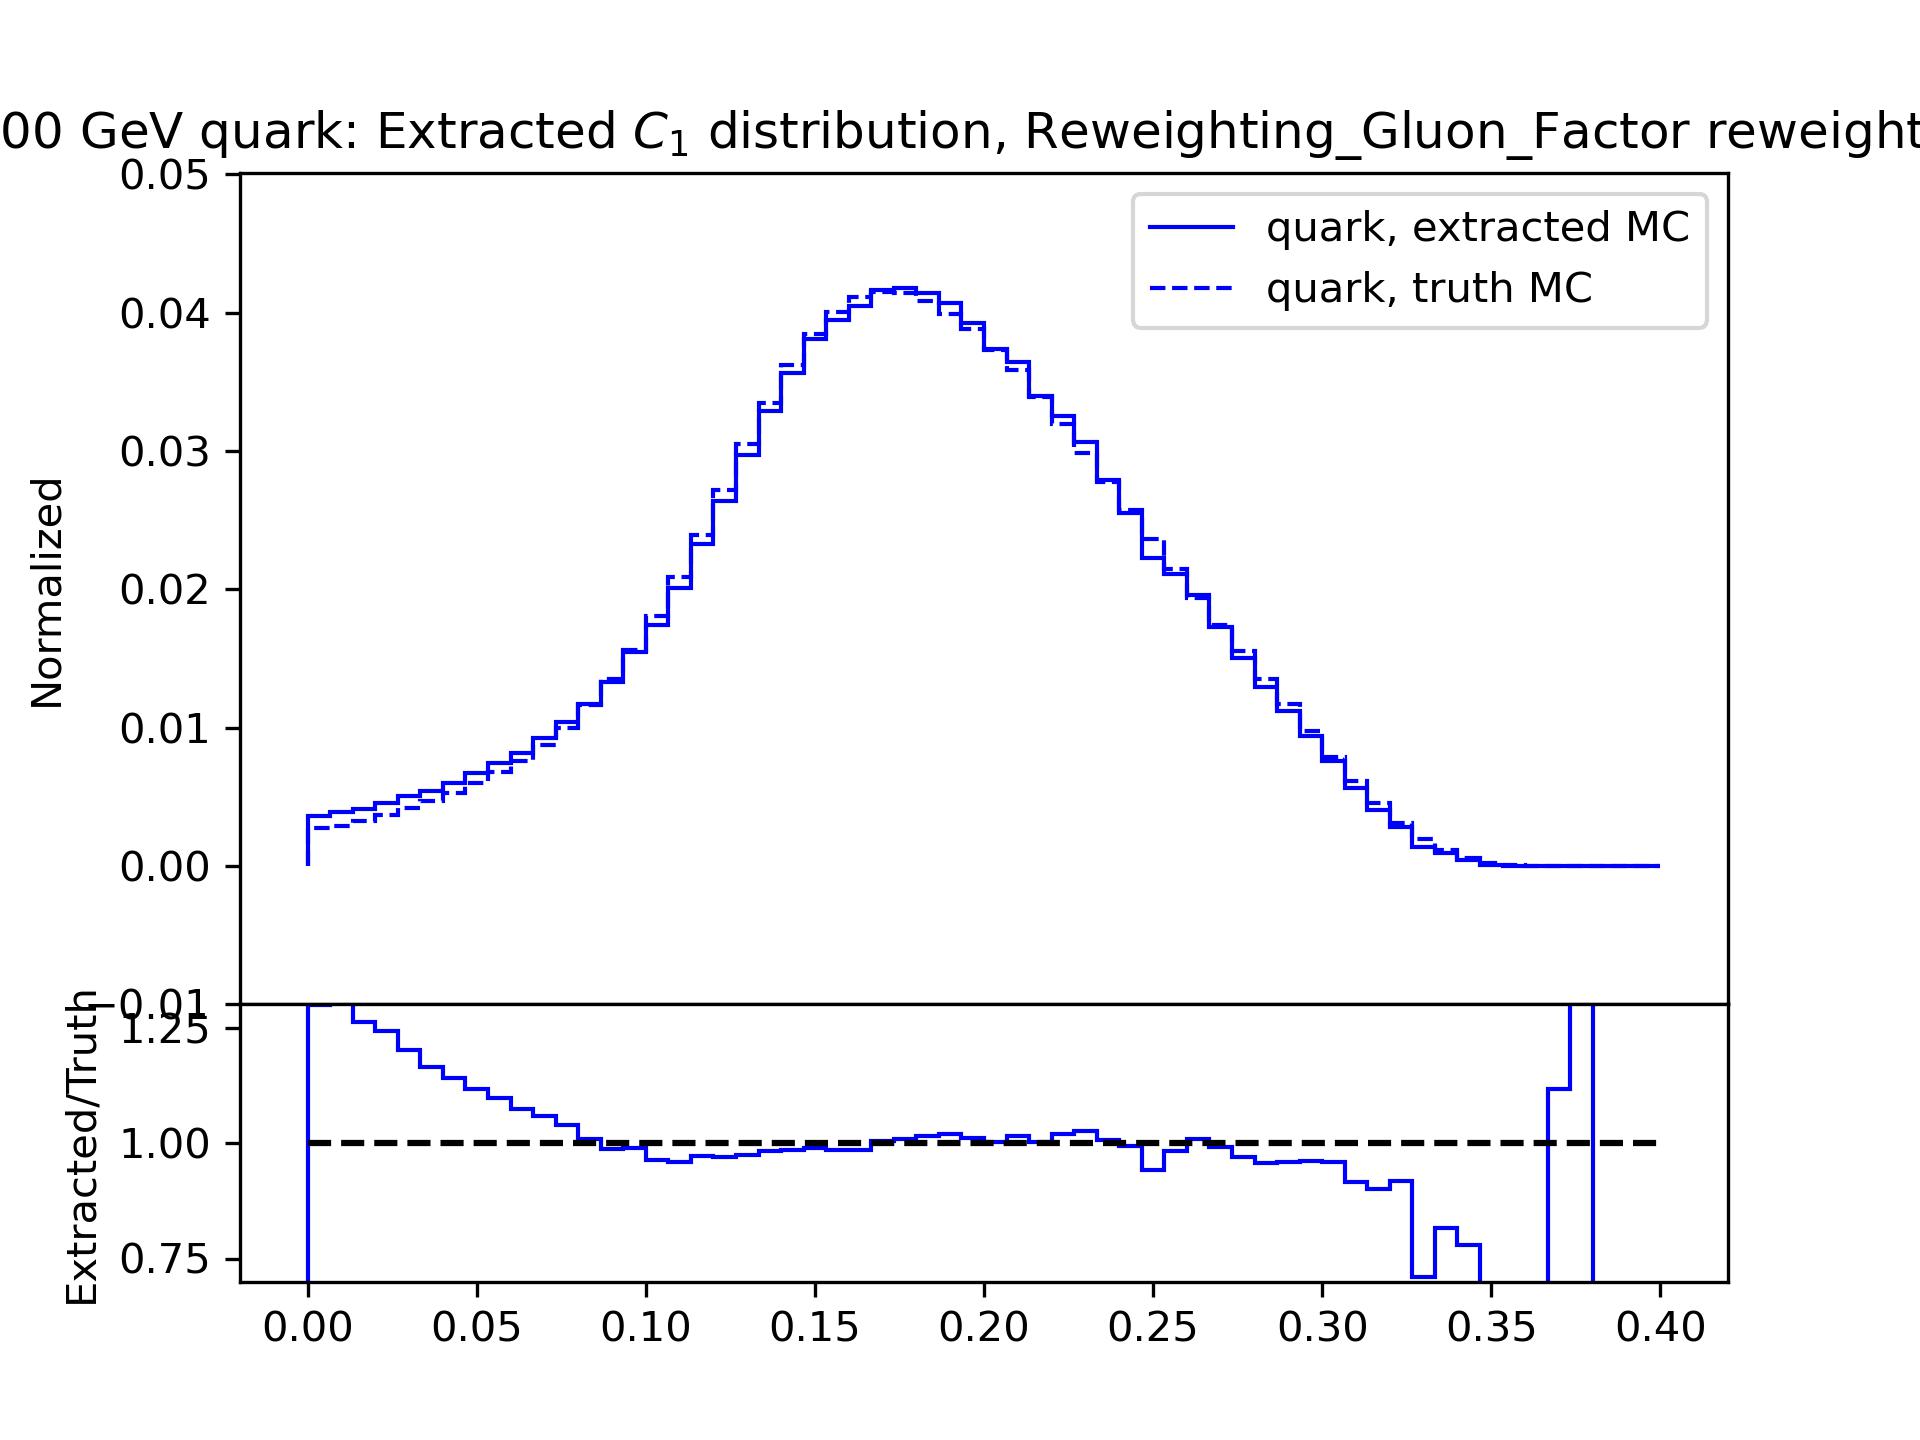 00 GeV quark: Extracted C₁ distribution, Reweighting_Gluon_Factor reweight
0.05
quark, extracted MC
quark, truth MC
0.04
0.03
0.02
0.01
0.00
−0.01
Normalized
1.25
1.00
0.75
Extracted/Truth
0.00 0.05 0.10 0.15 0.20 0.25 0.30 0.35 0.40